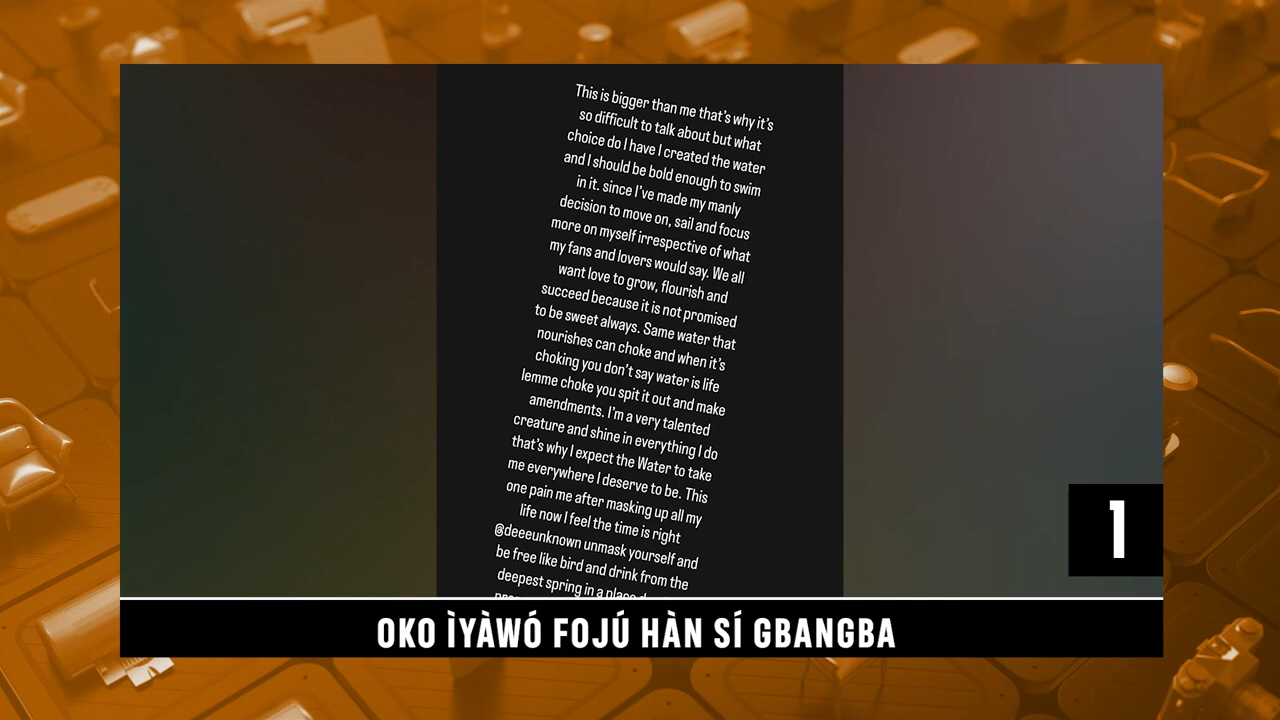 This is bigger than me that's why it's
so difficult to talk about but what
choice do I have I created the water
and I should be bold enough to swim
in it. since I've made my manly
decision to move on, sail and focus
more on myself irrespective of what
my fans and lovers would say. We all
want love to grow, flourish and
succeed because it is not promised
to be sweet always. Same water that
nourishes can choke and when it's
choking you don't say water is life
lemme choke you spit it out and make
amendments. I'm a very talented
creature and shine in everything I do
that's why I expect the Water to take
me everywhere I deserve to be. This
one pain me after masking up all my
life now I feel the time is right
@deeeunknown unmask yourself and
be free like bird and drink from the
deepest spring in a place
1
OKO ÌYÀWÓ FOJÚ HÀN SÍ GBANGBA